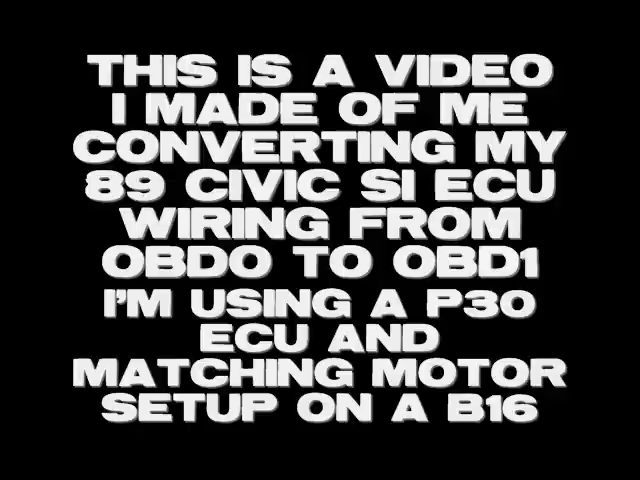 THIS IS A VIDEO
I MADE OF ME
CONVERTING MY
89 CIVIC SI ECU
WIRING FROM
OBDO TO OBD1
I'M USING A P30
ECU AND
MATCHING MOTOR
SETUP ON A B16